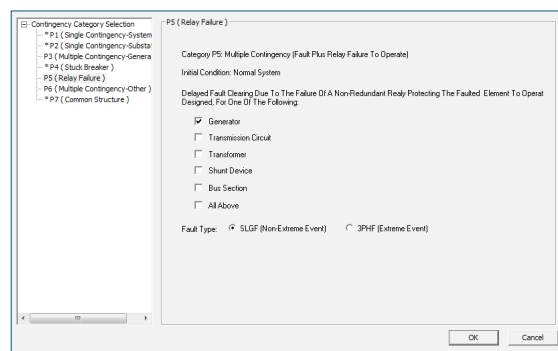 Contingency Category Selection
* P1 ( Single Contingency-System
* P2 ( Single Contingency-Substat
P3 ( Multiple Contingency-Genera
* P4 ( Stuck Breaker )
P5 ( Relay Failure )
P6 ( Multiple Contingency-Other )
* P7 ( Common Structure )
P5 ( Relay Failure )
Category P5: Multiple Contingency (Fault Plus Relay Failure To Operate)
Initial Condition: Normal System
Delayed Fault Clearing Due To The Failure Of A Non-Redundant Realy Protecting The Faulted Element To Operat
Designed, For One Of The Following:
Generator
Transmission Circuit
Transformer
Shunt Device
Bus Section
All Above
Fault Type: SLGF (Non-Extreme Event) 3PHF (Extreme Event)
OK Cancel